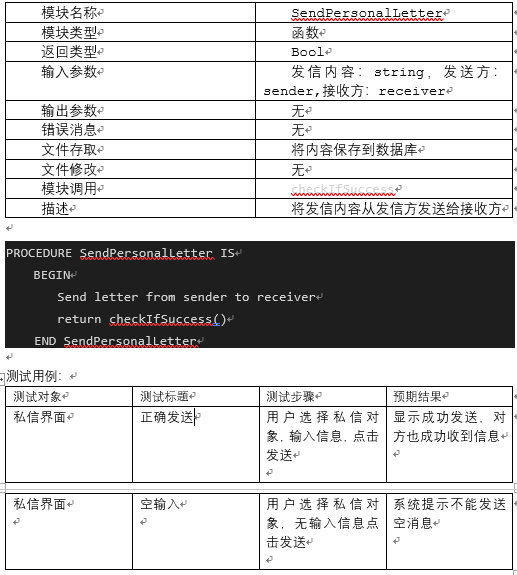 模块名称 SendPersonalLetter
模块类型 函数
返回类型 Bool
输入参数 发信内容: string, 发送方:
sender,接收方: receiver
输出参数 无
错误消息 无
文件存取 将内容保存到数据库
文件修改 无
模块调用 checkIfSuccess
描述 将发信内容从发信方发送给接收方
PROCEDURE SendPersonalLetter IS
BEGIN
Send letter from sender to receiver
return checkIfSuccess()
END SendPersonalLetter
测试用例:
测试对象 测试标题 测试步骤 预期结果
私信界面 正确发送 用户选择私信对 显示成功发送, 对
象, 输入信息, 点击 方也成功收到信息
发送
私信界面 空输入 用户选择私信对 系统提示不能发送
象, 无输入信息点 空消息
击发送